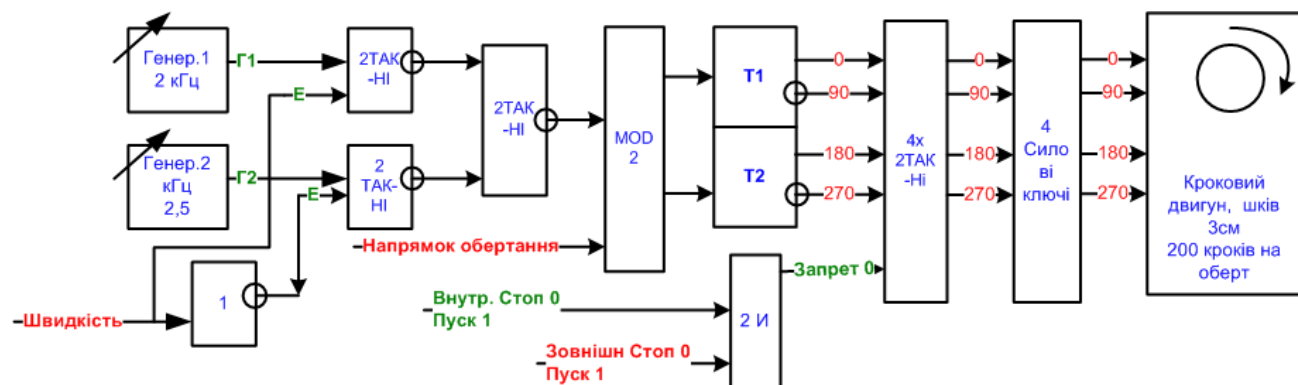 Генер.1
2 кГц
Г1
E
2ТАК
-НІ
Генер.2
кГц
2,5
Г2
E
2
ТАК-
НІ
2ТАК
-НІ
1
Швидкість
Напрямок обертання
MOD
2
T1
T2
0
90
180
270
4х
2ТАК
-Ні
0
90
180
270
4
Сило
ві
ключі
0
90
180
270
Кроковий
двигун, шків
3см
200 кроків на
оберт
Внутр. Стоп 0
Пуск 1
Зовнішн Стоп 0
Пуск 1
2 И
Запрет 0